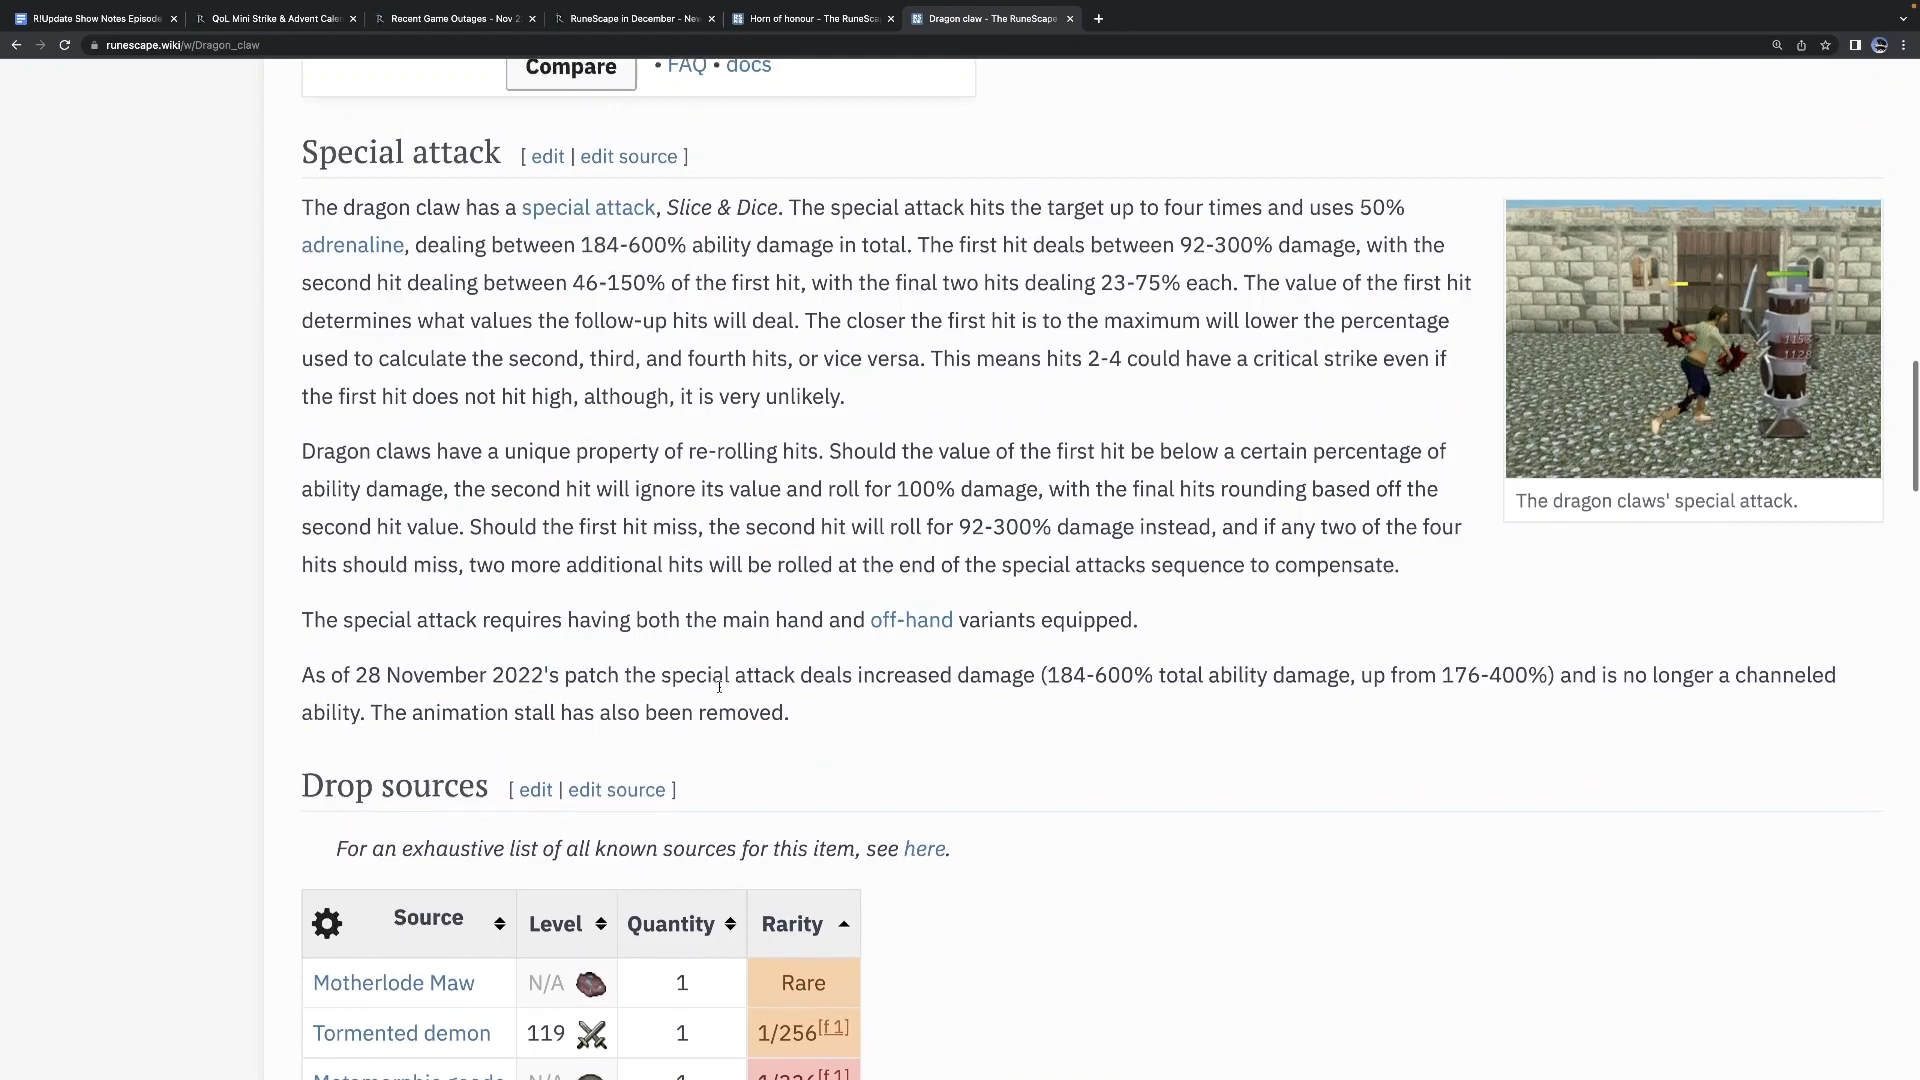 R!Update Show Notes Episode
QoL Mini Strike & Advent Caler
Recent Game Outages - Nov 2
RuneScape in December - New
Horn of honour – The RuneSca
Dragon claw - The RuneScape
runescape.wiki/w/Dragon_claw
Compare
• FAQ • docs
Special attack [ edit | edit source ]
The dragon claw has a special attack, Slice & Dice. The special attack hits the target up to four times and uses 50%
adrenaline, dealing between 184-600% ability damage in total. The first hit deals between 92-300% damage, with the
second hit dealing between 46-150% of the first hit, with the final two hits dealing 23-75% each. The value of the first hit
determines what values the follow-up hits will deal. The closer the first hit is to the maximum will lower the percentage
used to calculate the second, third, and fourth hits, or vice versa. This means hits 2-4 could have a critical strike even if
the first hit does not hit high, although, it is very unlikely.
1153
1128
Dragon claws have a unique property of re-rolling hits. Should the value of the first hit be below a certain percentage of
ability damage, the second hit will ignore its value and roll for 100% damage, with the final hits rounding based off the
second hit value. Should the first hit miss, the second hit will roll for 92-300% damage instead, and if any two of the four
hits should miss, two more additional hits will be rolled at the end of the special attacks sequence to compensate.
The dragon claws' special attack.
The special attack requires having both the main hand and off-hand variants equipped.
As of 28 November 2022's patch the special attack deals increased damage (184-600% total ability damage, up from 176-400%) and is no longer a channeled
ability. The animation stall has also been removed.
Drop sources [ edit | edit source ]
For an exhaustive list of all known sources for this item, see here.
Source Level Quantity Rarity
Motherlode Maw N/A 1 Rare
Tormented demon 119 1 1/256[f 1]